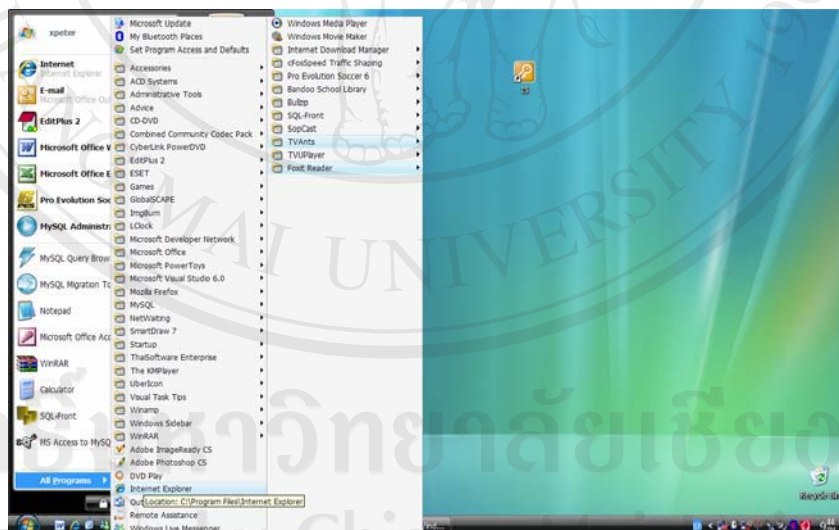 xpeter
Internet
Internet Explorer
E-mail
Microsoft Office Out
EditPlus 2
Microsoft Office W
Microsoft Office E
Pro Evolution Soc
MySQL Administra
MySQL Query Brow
MySQL Migration To
Notepad
Microsoft Office Acc
WinRAR
Calculator
SQL-Front
MS Access to MySQ
All Programs
Microsoft Update
My Bluetooth Places
Set Program Access and Defaults
Accessories
ACD Systems
Administrative Tools
Advice
CD-DVD
Combined Community Codec Pack
CyberLink PowerDVD
EditPlus 2
ESET
Games
GlobalSCAPE
ImgBurn
LClock
Microsoft Developer Network
Microsoft Office
Microsoft PowerToys
Microsoft Visual Studio 6.0
Mozilla Firefox
MySQL
NetWaiting
SmartDraw 7
Startup
ThaiSoftware Enterprise
The KMPlayer
UberIcon
Visual Task Tips
Winamp
Windows Sidebar
WinRAR
Adobe ImageReady CS
Adobe Photoshop CS
DVD Play
Internet Explorer
Out
Location: C:\Program Files\Internet Explorer
Remote Assistance
Windows Live Messenger
Windows Media Player
Windows Movie Maker
Internet Download Manager
cFosSpeed Traffic Shaping
Pro Evolution Soccer 6
Bandoo School Library
Bullzip
SQL-Front
SopCast
TVAnts
TVUPlayer
Foxit Reader
MAI UNIVERSITY